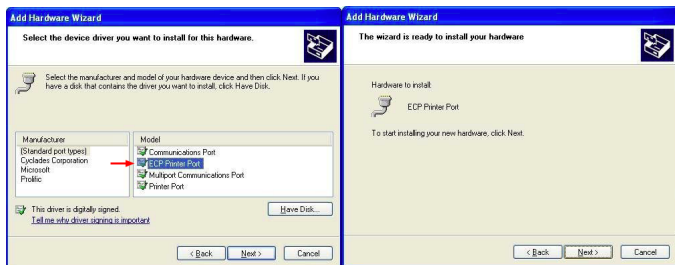 Add Hardware Wizard
Select the device driver you want to install for this hardware.
Select the manufacturer and model of your hardware device and then click Next. If you
have a disk that contains the driver you want to install, click Have Disk.
Manufacturer
(Standard port types)
Cyclades Corporation
Microsoft
Prolific
Model
Communications Port
ECP Printer Port
Multiport Communications Port
Printer Port
This driver is digitally signed.
Tell me why driver signing is important
Have Disk...
< Back
Next >
Cancel
Add Hardware Wizard
The wizard is ready to install your hardware
Hardware to install:
ECP Printer Port
To start installing your new hardware, click Next.
< Back
Next >
Cancel